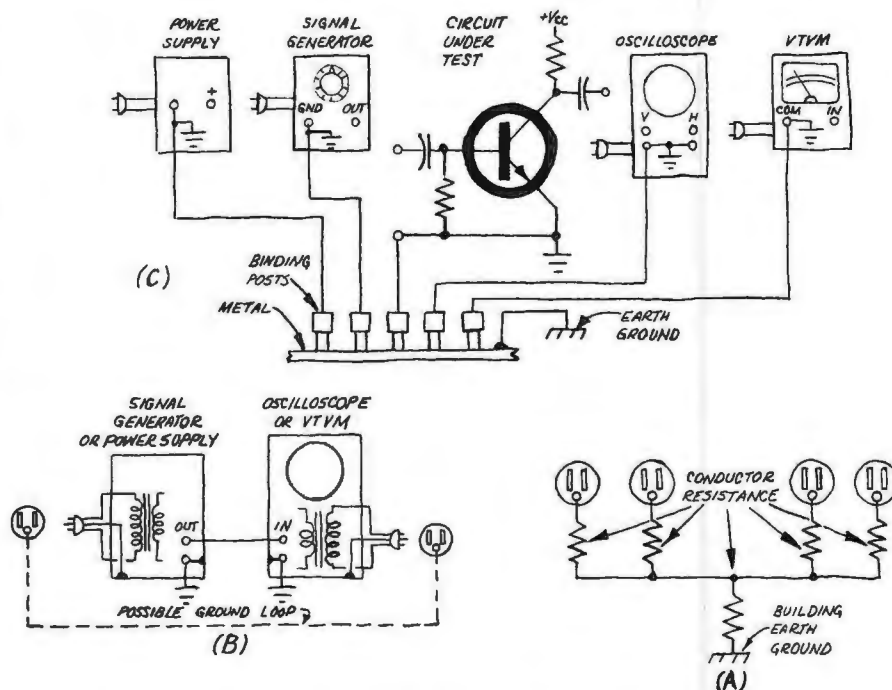 POWER
SUPPLY
+
SIGNAL
GENERATOR
GND
OUT
CIRCUIT
UNDER
TEST
+VCC
OSCILLOSCOPE
V
H
VTVM
COM
IN
(C)
BINDING
POSTS
METAL
EARTH
GROUND
SIGNAL
GENERATOR
OR POWER SUPPLY
OUT
OSCILLOSCOPE
OR VTVM
IN
POSSIBLE GROUND LOOP
(B)
CONDUCTOR
RESISTANCE
BUILDING
EARTH
GROUND
(A)